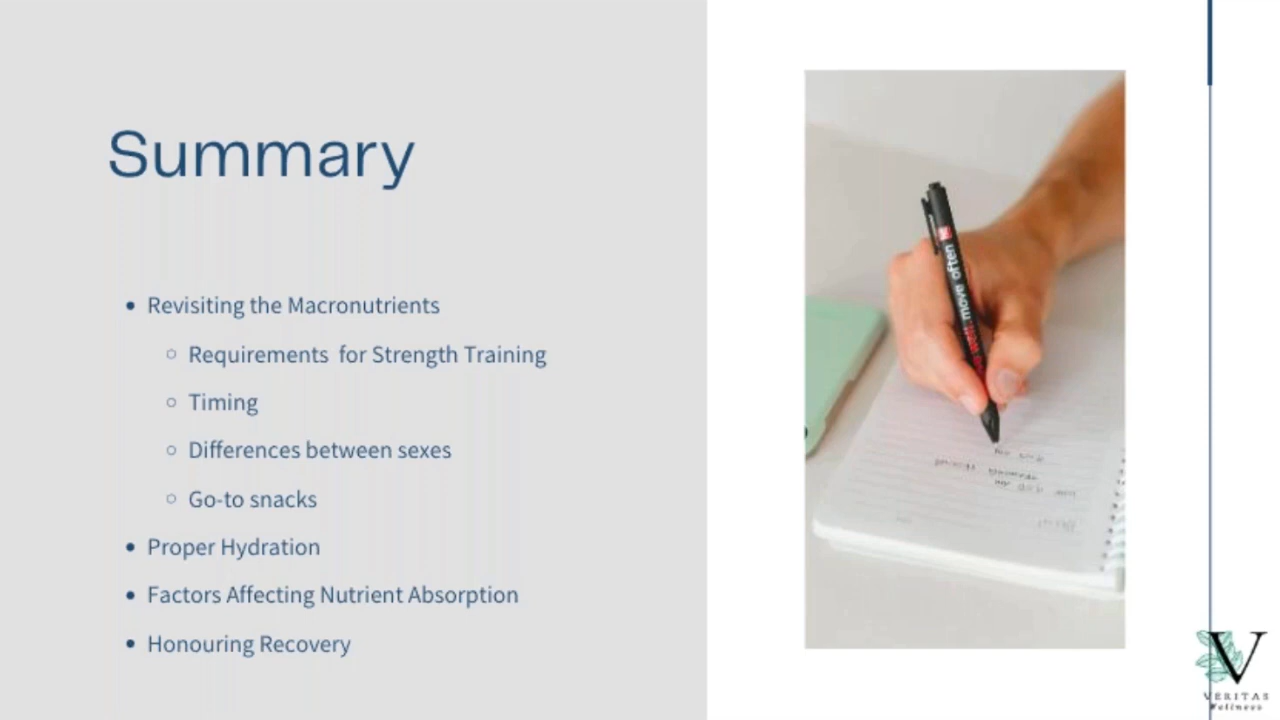 Summary
Revisiting the Macronutrients
Requirements for Strength Training
Timing
Differences between sexes
Go-to snacks
Proper Hydration
Factors Affecting Nutrient Absorption
Honouring Recovery
move often
V
VERITAS
Wellness